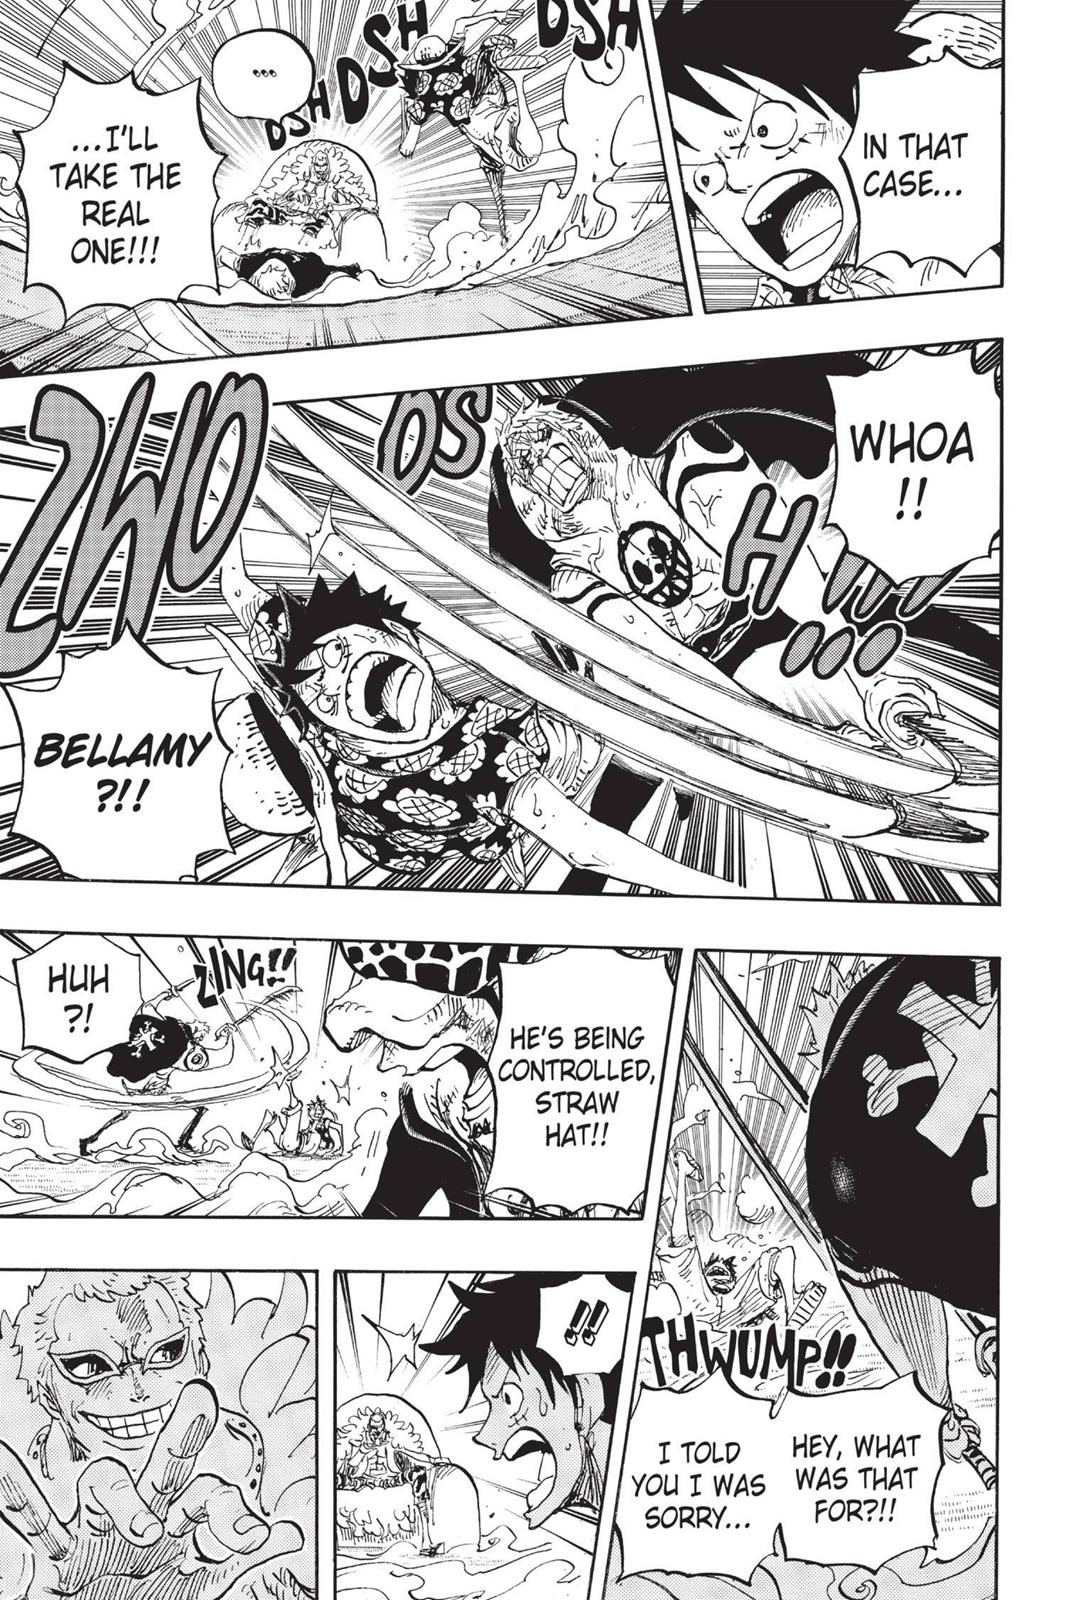 IN THAT
CASE...
DSH
DSH
DSH
...
...I'LL
TAKE THE
REAL
ONE!!!
WHOA
!!
DSH!!!!!!
ZWO
BELLAMY
?!!
HEY, WHAT
WAS THAT
FOR?!!
I TOLD
YOU I WAS
SORRY...
THWUMP!!
HE'S BEING
CONTROLLED,
STRAW
HAT!!
ZING!!
HUH
?!
!!